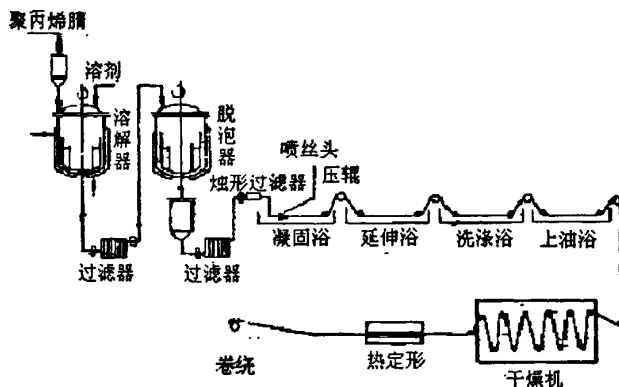 聚丙烯腈
溶剂
溶解器
脱泡器
喷丝头
压辊
烛形过滤器
过滤器
过滤器
凝固浴
延伸浴
洗涤浴
上油浴
卷绕
热定形
干燥机